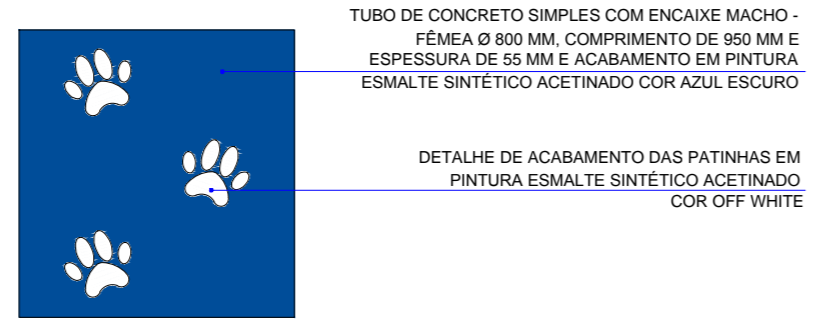 TUBO DE CONCRETO SIMPLES COM ENCAIXE MACHO -
FÊMEA Ø 800 MM, COMPRIMENTO DE 950 MM E
ESPESSURA DE 55 MM E ACABAMENTO EM PINTURA
ESMALTE SINTÉTICO ACETINADO COR AZUL ESCURO
DETALHE DE ACABAMENTO DAS PATINHAS EM
PINTURA ESMALTE SINTÉTICO ACETINADO
COR OFF WHITE